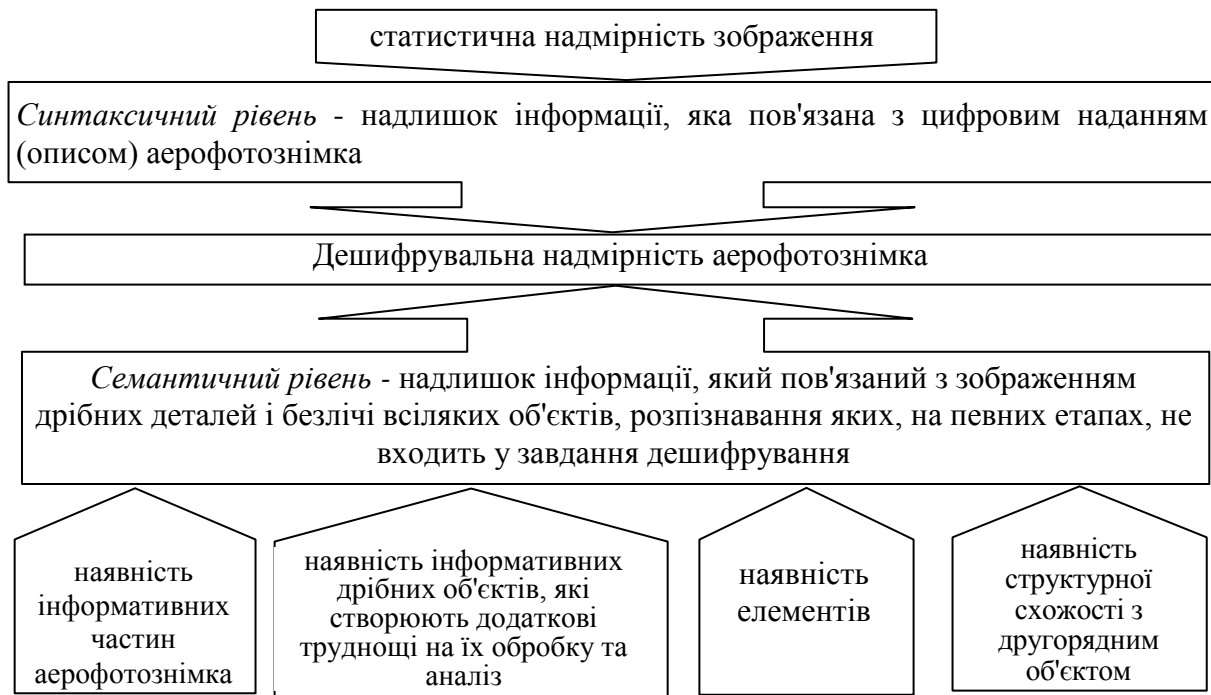 статистична надмірність зображення
Синтаксичний рівень - надлишок інформації, яка пов'язана з цифровим наданням
(описом) аерофотознімка
Дешифрувальна надмірність аерофотознімка
Семантичний рівень - надлишок інформації, який пов'язаний з зображенням
дрібних деталей і безлічі всіляких об'єктів, розпізнавання яких, на певних етапах, не
входить у завдання дешифрування
наявність
інформативних
частин
аерофотознімка
наявність інформативних
дрібних об'єктів, які
створюють додаткові
труднощі на їх обробку та
аналіз
наявність
елементів
наявність
структурної
схожості з
другорядним
об'єктом